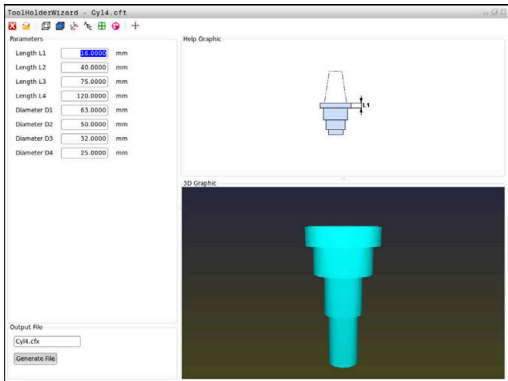 ToolHolderWizard - Cyl4.cft
Parameters
Length L1 16.0000 mm
Length L2 40.0000 mm
Length L3 75.0000 mm
Length L4 120.0000 mm
Diameter D1 63.0000 mm
Diameter D2 50.0000 mm
Diameter D3 32.0000 mm
Diameter D4 25.0000 mm
Output File
Cyl4.cfx
Generate File
Help Graphic
L1
3D Graphic